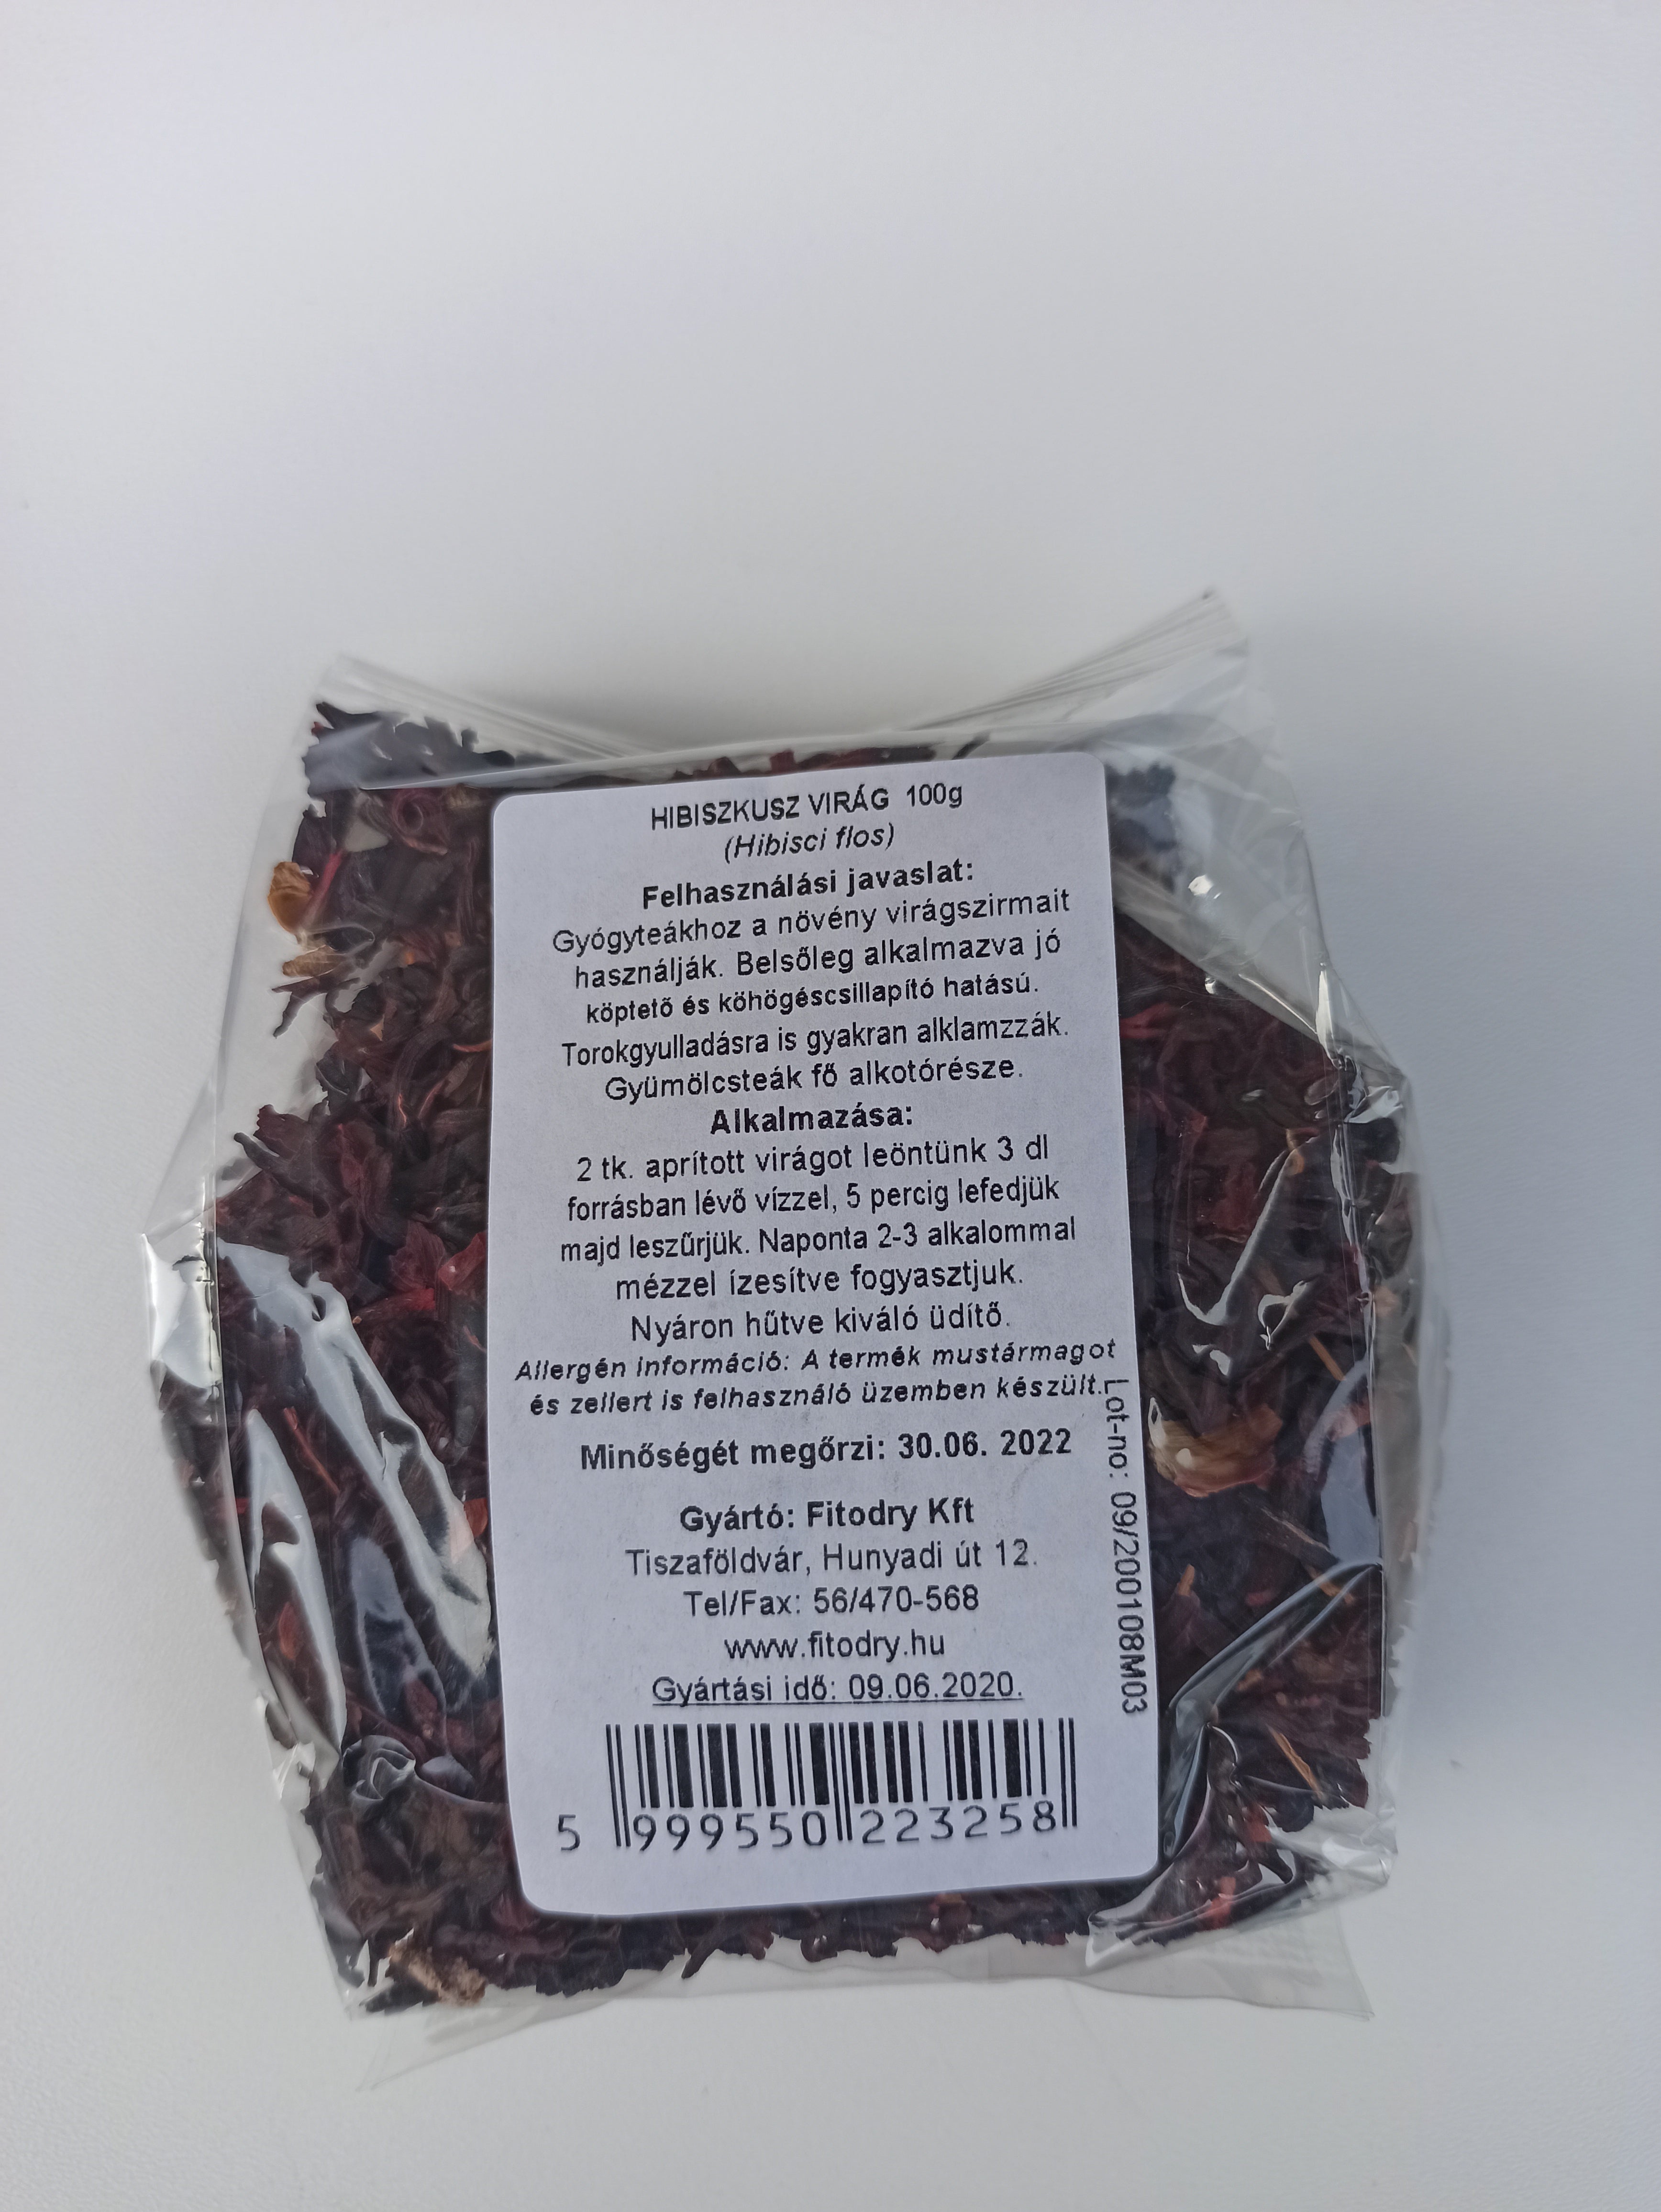 HIBISZKUSZ VIRÁG 100g
(Hibisci flos)
Felhasználási javaslat:
Gyógyteákhoz a növény virágszirmait
használják. Belsőleg alkalmazva jó
köptető és köhögéscsillapító hatású.
Torokgyulladásra is gyakran alklamzzák.
Gyümölcsteák fő alkotórésze.
Alkalmazása:
2 tk. aprított virágot leöntünk 3 dl
forrásban lévő vízzel, 5 percig lefedjük
majd leszűrjük. Naponta 2-3 alkalommal
mézzel ízesítve fogyasztjuk.
Nyáron hűtve kiváló üdítő.
Allergén információ: A termék mustármagot
és zellert is felhasználó üzemben készült.
Minőségét megőrzi: 30.06. 2022
Gyártó: Fitodry Kft
Tiszaföldvár, Hunyadi út 12.
Tel/Fax: 56/470-568
www.fitodry.hu
Gyártási idő: 09.06.2020.
5 999550 223258
Lot-no: 09/200108M03